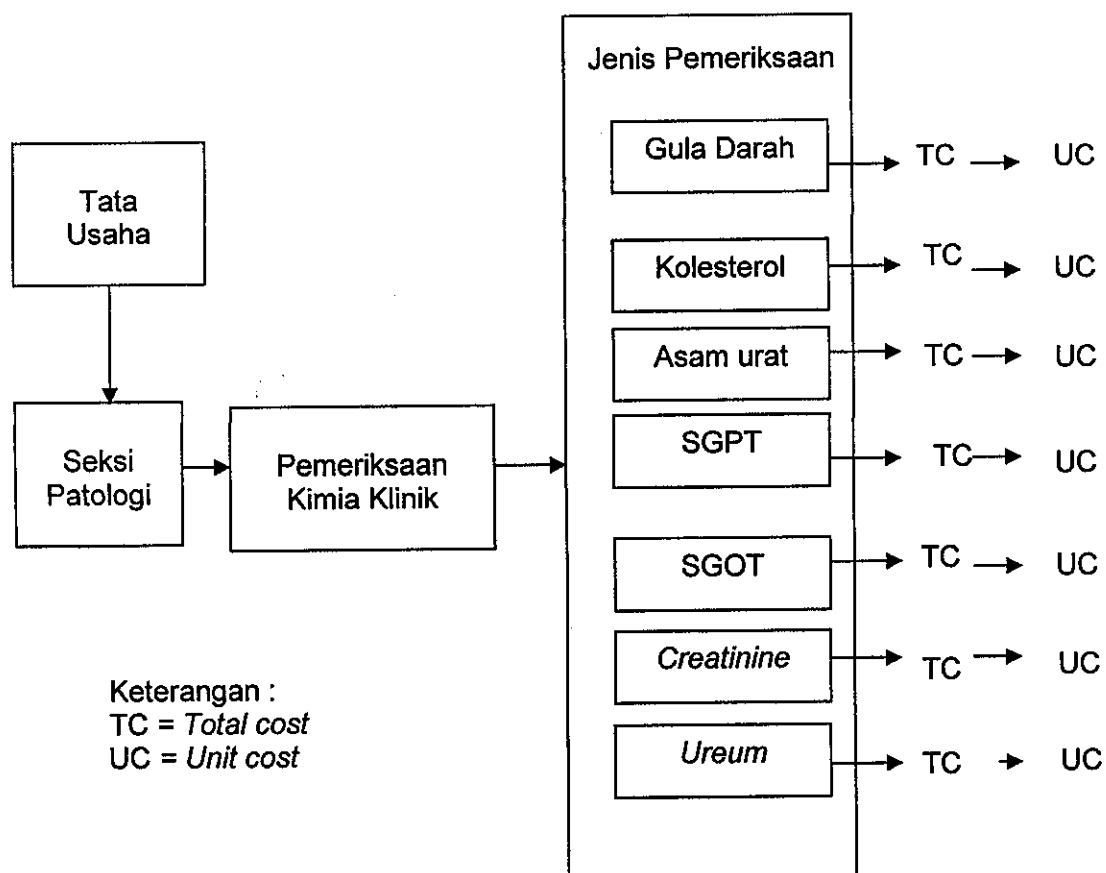 Jenis Pemeriksaan
Tata
Usaha
Seksi
Patologi
Pemeriksaan
Kimia Klinik
Gula Darah
TC
UC
Kolesterol
TC
UC
Asam urat
TC
UC
SGPT
TC
UC
SGOT
TC
UC
Creatinine
TC
UC
Ureum
TC
UC
Keterangan :
TC = Total cost
UC = Unit cost